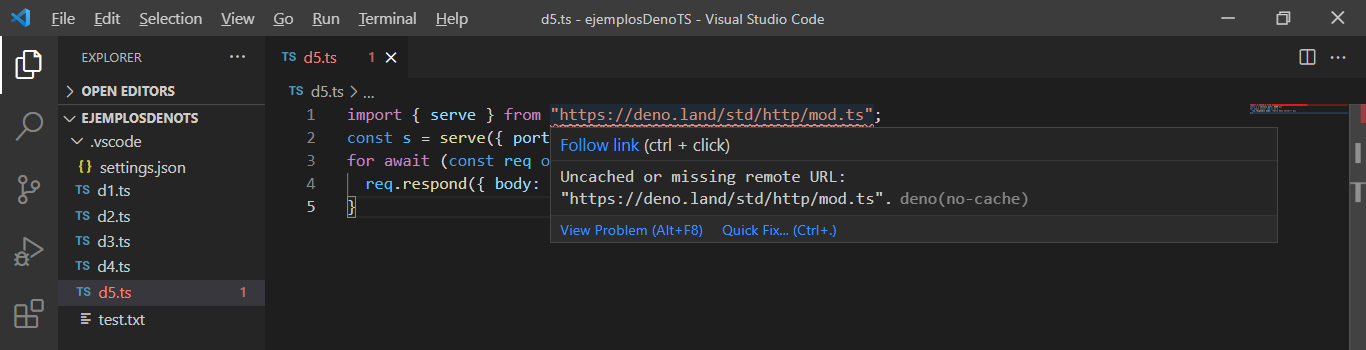 File Edit Selection View Go Run Terminal Help d5.ts - ejemplosDenoTS - Visual Studio Code
EXPLORER
OPEN EDITORS
EJEMPLOSDENOTS
.vscode
{} settings.json
TS d1.ts
TS d2.ts
TS d3.ts
TS d4.ts
TS d5.ts 1
test.txt
TS d5.ts 1
TS d5.ts > ...
1 import { serve } from "https://deno.land/std/http/mod.ts";
2 const s = serve({ port
3 for await (const req o
4 req.respond({ body:
5 }
Follow link (ctrl + click)
Uncached or missing remote URL:
"https://deno.land/std/http/mod.ts". deno(no-cache)
View Problem (Alt+F8) Quick Fix... (Ctrl+.)